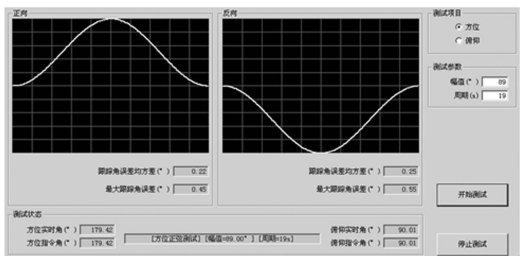 正向
反向
测试项目
方位
俯仰
测试参数
幅值(°) 89
周期(s) 19
跟踪角误差均方差(°) 0.22
跟踪角误差均方差(°) 0.25
最大跟踪角误差(°) 0.45
最大跟踪角误差(°) 0.55
开始测试
测试状态
方位实时角(°) 179.42
俯仰实时角(°) 90.01
[方位正弦测试] [幅值=89.00°] [周期=19s]
方位指令角(°) 179.42
俯仰指令角(°) 90.01
停止测试